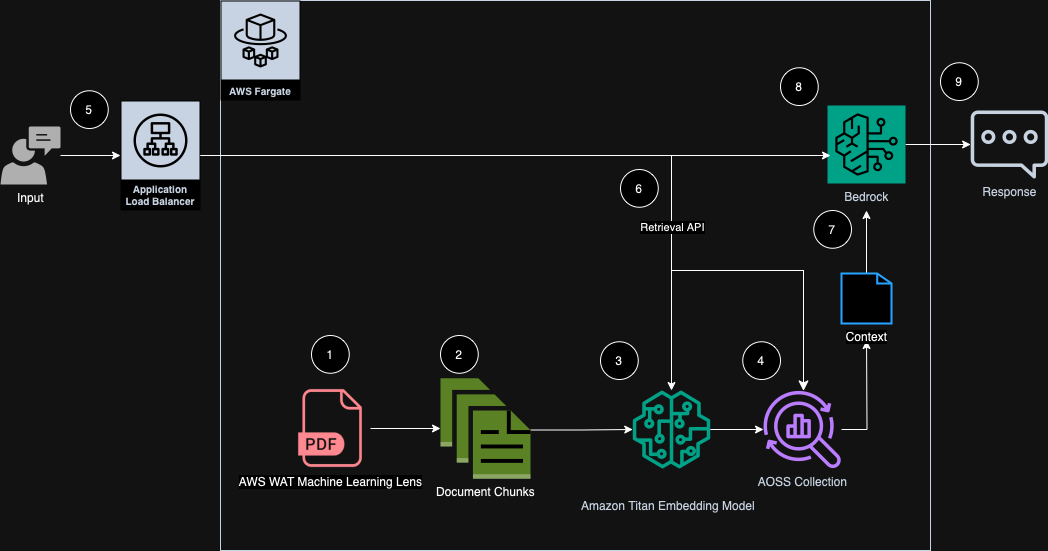 AWS Fargate
5
8
9
Input
Application
Load Balancer
6
Bedrock
Response
Retrieval API
7
Context
1
2
3
4
PDF
AWS WAT Machine Learning Lens
Document Chunks
Amazon Titan Embedding Model
AOSS Collection